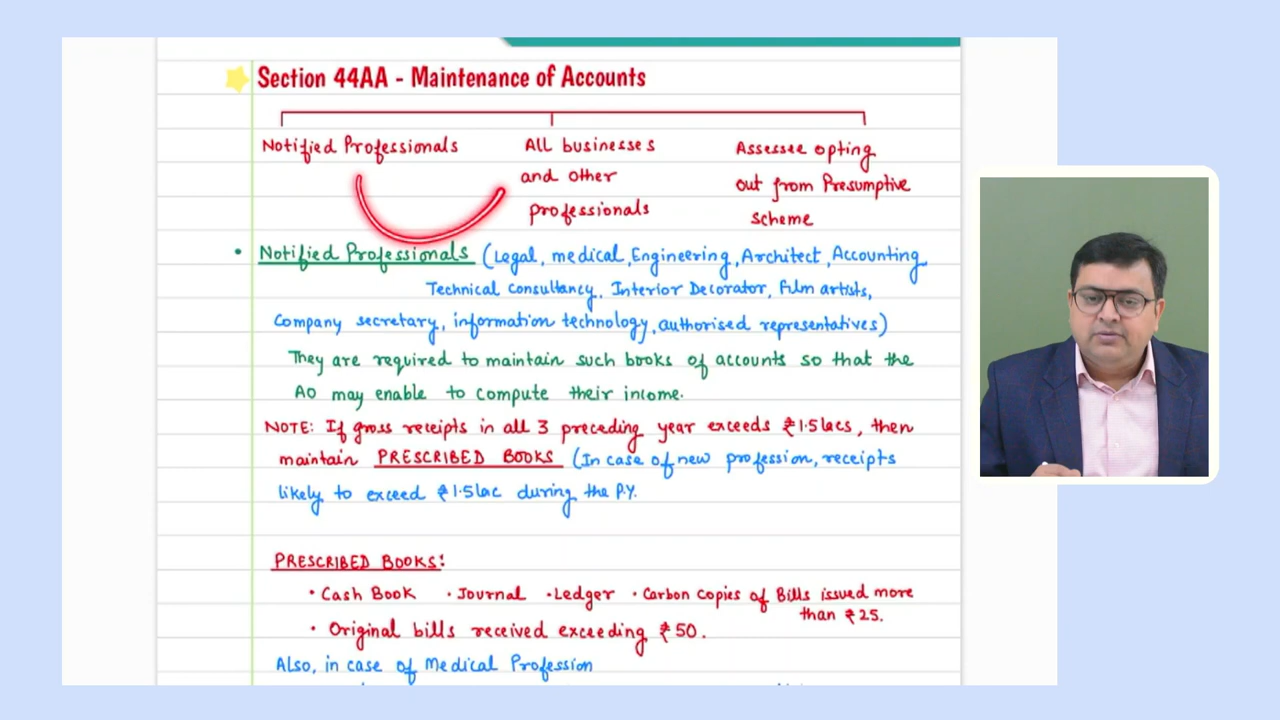 Section 44AA - Maintenance of Accounts
Notified Professionals
All businesses
and other
professionals
Assessee opting
out from Presumptive
scheme
• Notified Professionals (Legal, medical, Engineering, Architect, Accounting
Technical consultancy, Interior Decorator, Film artists,
Company secretary, information technology, authorised representatives)
They are required to maintain such books of accounts so that the
AO may enable to compute their income.
NOTE: If gross receipts in all 3 preceding year exceeds ₹1.5lacs, then
maintain PRESCRIBED BOOKS (In case of new profession, receipts
likely to exceed ₹1.5lac during the P.Y.
PRESCRIBED BOOKS:
• Cash Book • Journal • Ledger • Carbon copies of Bills issued more
than ₹25.
• Original bills received exceeding ₹50.
Also, in case of Medical Profession